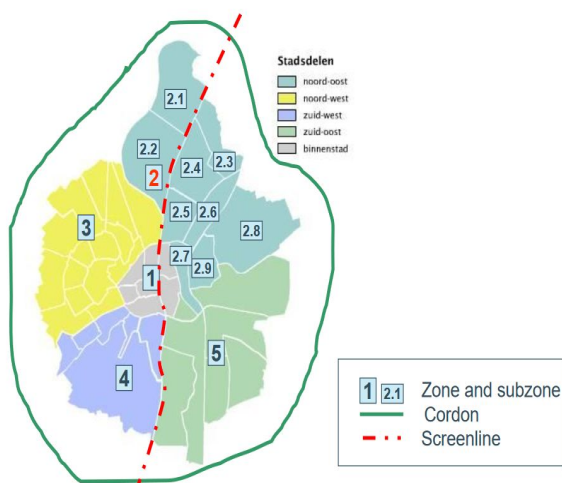 Stadsdelen
noord-oost
noord-west
zuid-west
zuid-oost
binnenstad
2.1
2.2
2.3
2.4
2
2.5
2.6
2.8
3
2.7
2.9
1
5
4
1 2.1 Zone and subzone
Cordon
Screenline